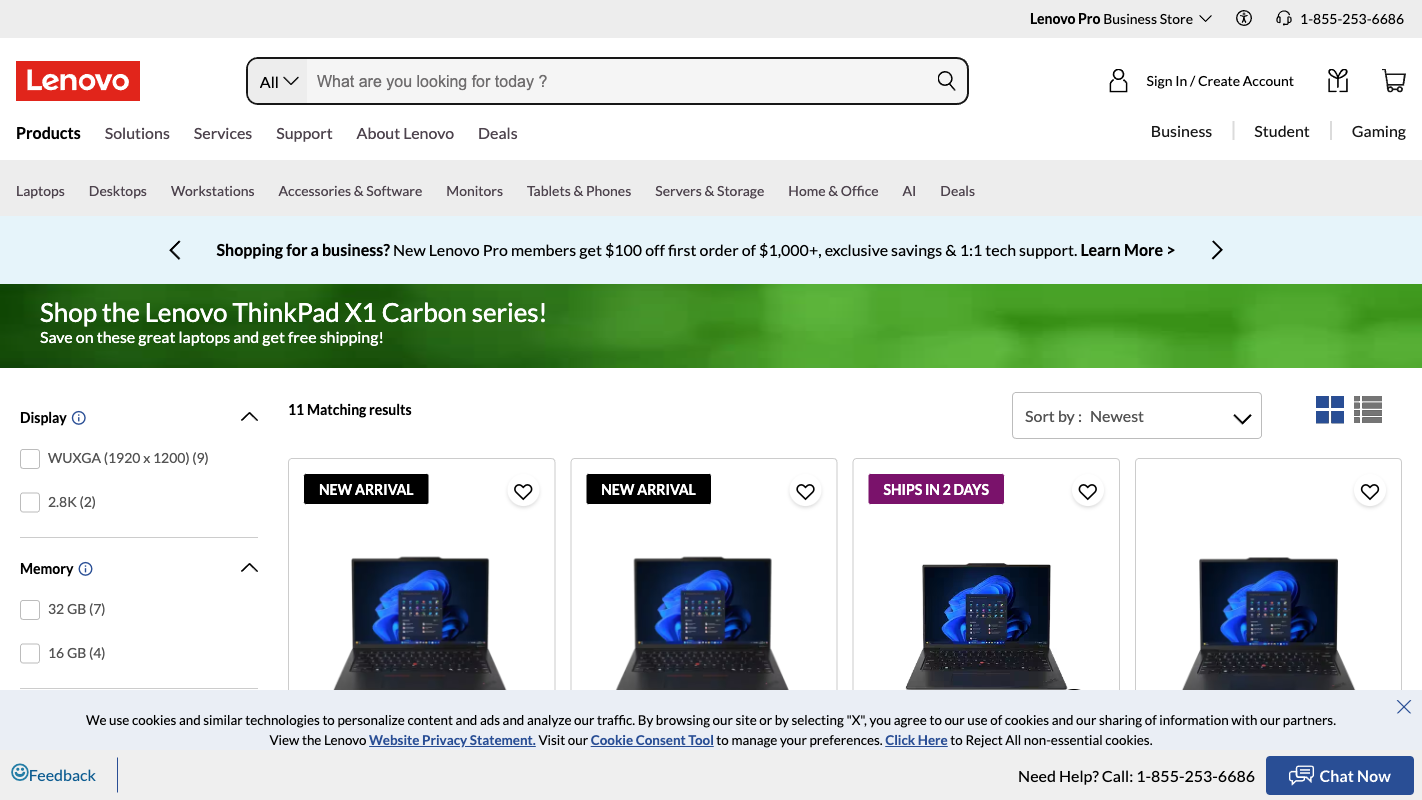 Lenovo Pro Business Store
1-855-253-6686
Lenovo
All
What are you looking for today ?
Sign In / Create Account
Products
Solutions
Services
Support
About Lenovo
Deals
Business
Student
Gaming
Laptops
Desktops
Workstations
Accessories & Software
Monitors
Tablets & Phones
Servers & Storage
Home & Office
AI
Deals
Shopping for a business? New Lenovo Pro members get $100 off first order of $1,000+, exclusive savings & 1:1 tech support. Learn More >
Shop the Lenovo ThinkPad X1 Carbon series!
Save on these great laptops and get free shipping!
Display
WUXGA (1920 x 1200) (9)
2.8K (2)
Memory
32 GB (7)
16 GB (4)
11 Matching results
Sort by : Newest
NEW ARRIVAL
NEW ARRIVAL
SHIPS IN 2 DAYS
We use cookies and similar technologies to personalize content and ads and analyze our traffic. By browsing our site or by selecting "X", you agree to our use of cookies and our sharing of information with our partners.
View the Lenovo Website Privacy Statement. Visit our Cookie Consent Tool to manage your preferences. Click Here to Reject All non-essential cookies.
Feedback
Need Help? Call: 1-855-253-6686
Chat Now